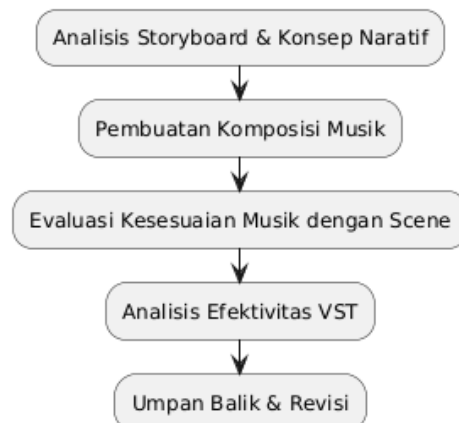 Analisis Storyboard & Konsep Naratif
Pembuatan Komposisi Musik
Evaluasi Kesesuaian Musik dengan Scene
Analisis Efektivitas VST
Umpan Balik & Revisi